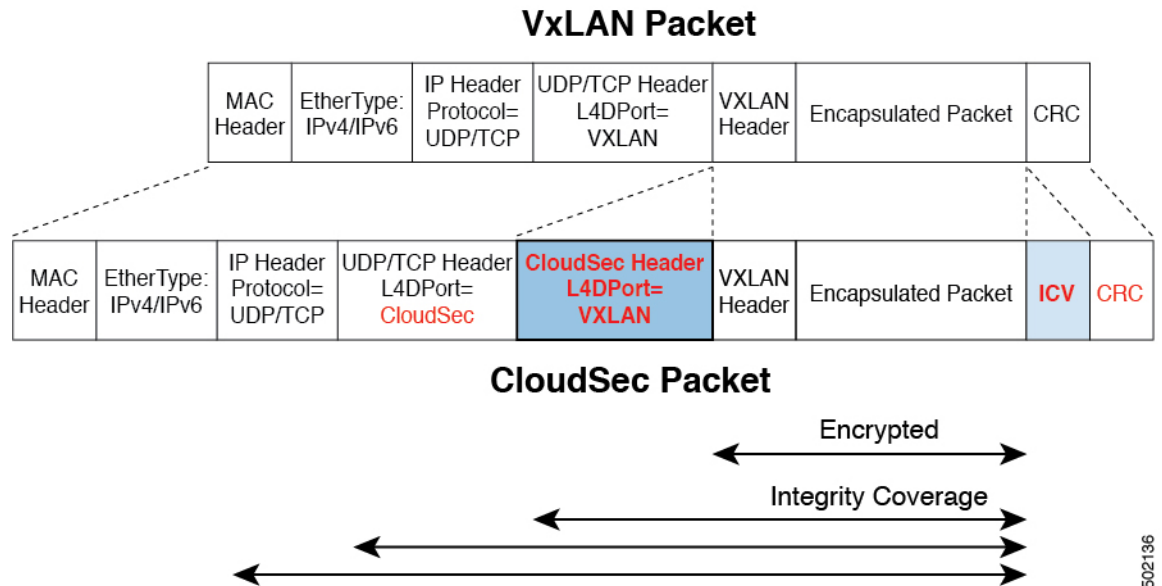 VxLAN Packet
MAC
Header
EtherType:
IPv4/IPv6
IP Header
Protocol=
UDP/TCP
UDP/TCP Header
L4DPort=
VXLAN
VXLAN
Header
Encapsulated Packet
CRC
MAC
Header
EtherType:
IPv4/IPv6
IP Header
Protocol=
UDP/TCP
UDP/TCP Header
L4DPort=
CloudSec
CloudSec Header
L4DPort=
VXLAN
VXLAN
Header
Encapsulated Packet
ICV
CRC
CloudSec Packet
Encrypted
Integrity Coverage
502136